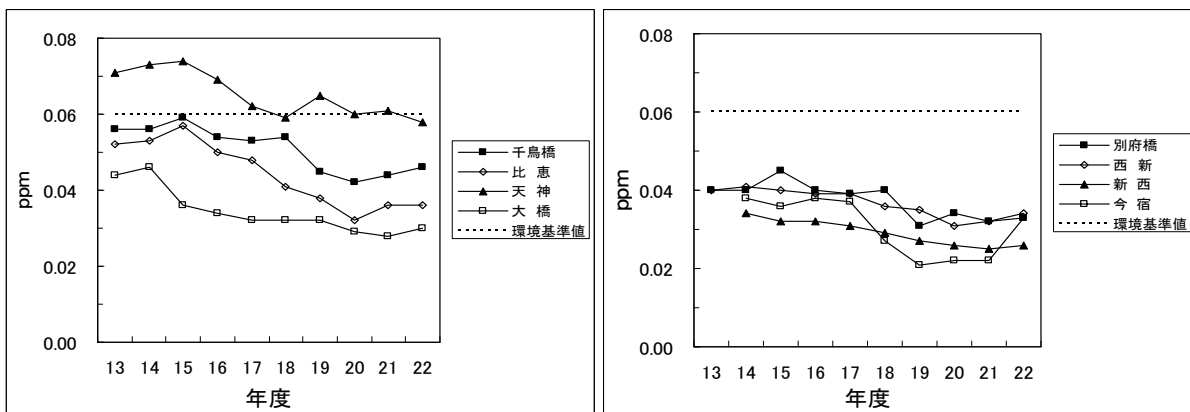 0.08
0.06
0.04
0.02
0.00
ppm
13 14 15 16 17 18 19 20 21 22
年度
千鳥橋
比 恵
天 神
大 橋
環境基準値
0.08
0.06
0.04
0.02
0.00
ppm
13 14 15 16 17 18 19 20 21 22
年度
別府橋
西 新
新 西
今 宿
環境基準値